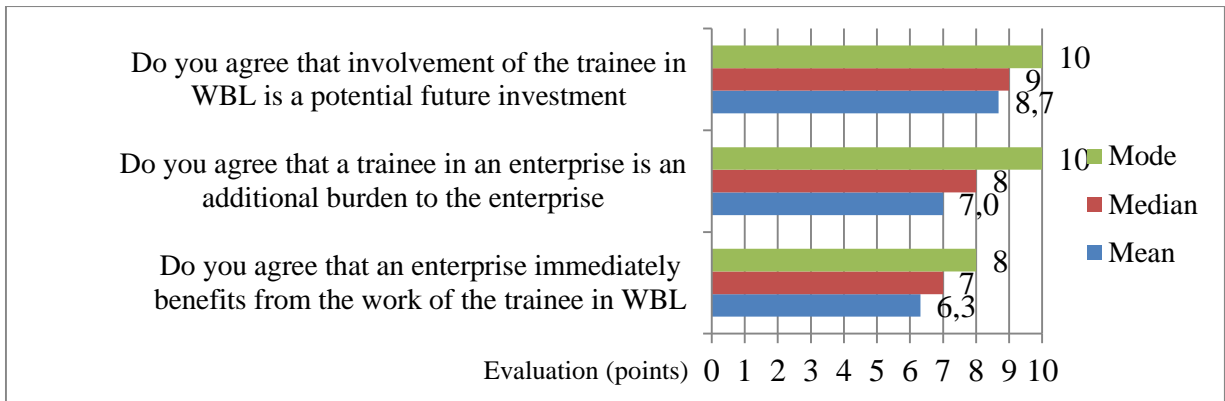 Do you agree that involvement of the trainee in
WBL is a potential future investment
10
9
8,7
Do you agree that a trainee in an enterprise is an
additional burden to the enterprise
10
8
7,0
Do you agree that an enterprise immediately
benefits from the work of the trainee in WBL
8
7
6,3
Mode
Median
Mean
Evaluation (points) 0 1 2 3 4 5 6 7 8 9 10